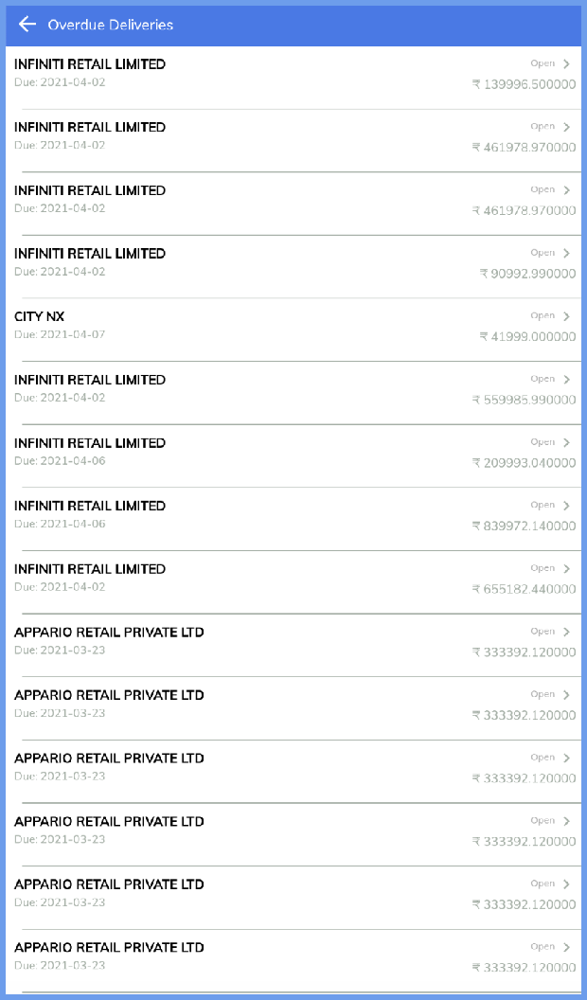 Overdue Deliveries
INFINITI RETAIL LIMITED Open
Due: 2021-04-02 ₹ 139996.500000
INFINITI RETAIL LIMITED Open
Due: 2021-04-02 ₹ 461978.970000
INFINITI RETAIL LIMITED Open
Due: 2021-04-02 ₹ 461978.970000
INFINITI RETAIL LIMITED Open
Due: 2021-04-02 ₹ 90992.990000
CITY NX Open
Due: 2021-04-07 ₹ 41999.000000
INFINITI RETAIL LIMITED Open
Due: 2021-04-02 ₹ 559985.990000
INFINITI RETAIL LIMITED Open
Due: 2021-04-06 ₹ 209993.040000
INFINITI RETAIL LIMITED Open
Due: 2021-04-06 ₹ 839972.140000
INFINITI RETAIL LIMITED Open
Due: 2021-04-02 ₹ 655182.440000
APPARIO RETAIL PRIVATE LTD Open
Due: 2021-03-23 ₹ 333392.120000
APPARIO RETAIL PRIVATE LTD Open
Due: 2021-03-23 ₹ 333392.120000
APPARIO RETAIL PRIVATE LTD Open
Due: 2021-03-23 ₹ 333392.120000
APPARIO RETAIL PRIVATE LTD Open
Due: 2021-03-23 ₹ 333392.120000
APPARIO RETAIL PRIVATE LTD Open
Due: 2021-03-23 ₹ 333392.120000
APPARIO RETAIL PRIVATE LTD Open
Due: 2021-03-23 ₹ 333392.120000